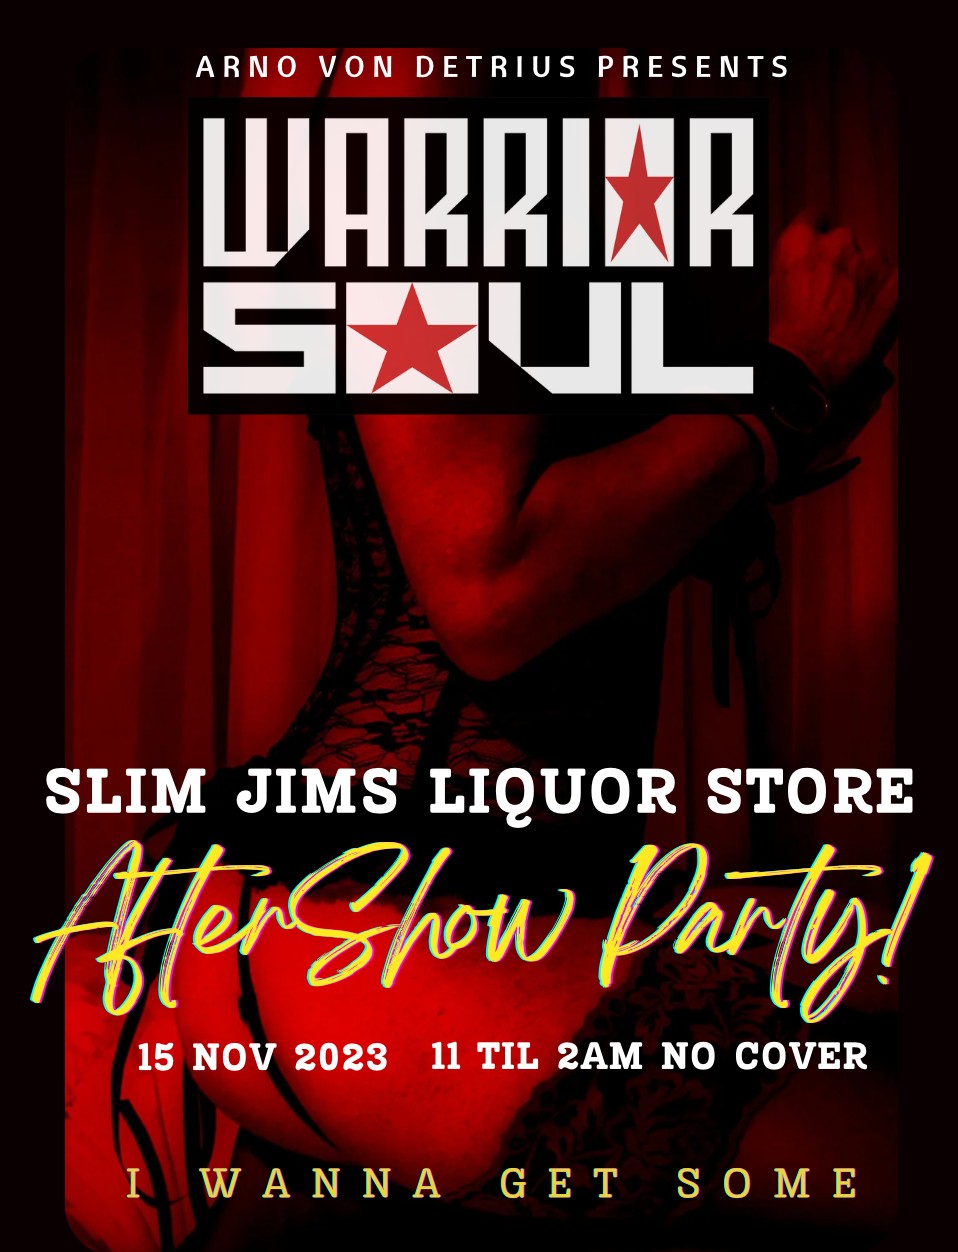 ARNO VON DETRIUS PRESENTS
WARRIOR
SOUL
SLIM JIMS LIQUOR STORE
AfterShow Party!
15 NOV 2023 11 TIL 2AM NO COVER
I WANNA GET SOME